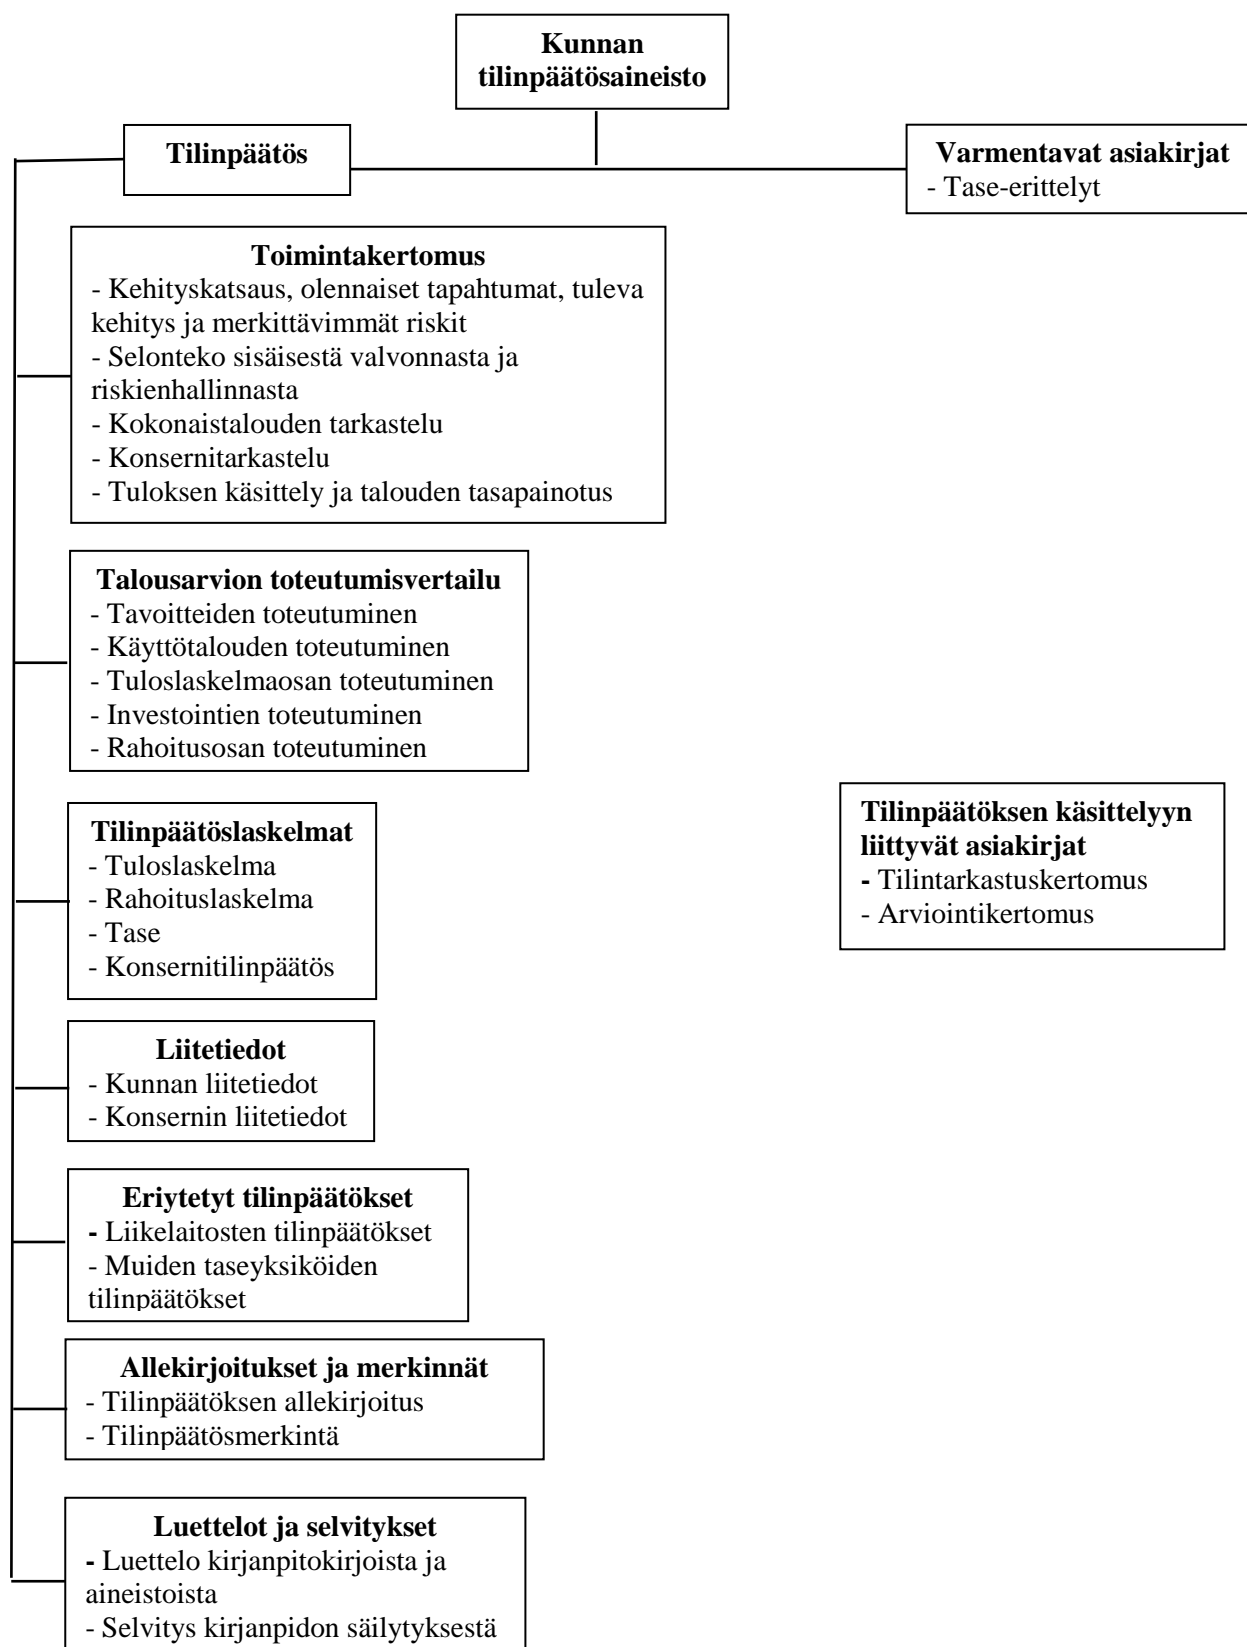 Kunnan
tilinpäätösaineisto
Tilinpäätös
Varmentavat asiakirjat
- Tase-erittelyt
Toimintakertomus
- Kehityskatsaus, olennaiset tapahtumat, tuleva
kehitys ja merkittävimmät riskit
- Selonteko sisäisestä valvonnasta ja
riskienhallinnasta
- Kokonaistalouden tarkastelu
- Konsernitarkastelu
- Tuloksen käsittely ja talouden tasapainotus
Talousarvion toteutumisvertailu
- Tavoitteiden toteutuminen
- Käyttötalouden toteutuminen
- Tuloslaskelmaosan toteutuminen
- Investointien toteutuminen
- Rahoitusosan toteutuminen
Tilinpäätöslaskelmat
- Tuloslaskelma
- Rahoituslaskelma
- Tase
- Konsernitilinpäätös
Tilinpäätöksen käsittelyyn
liittyvät asiakirjat
- Tilintarkastuskertomus
- Arviointikertomus
Liitetiedot
- Kunnan liitetiedot
- Konsernin liitetiedot
Eriytetyt tilinpäätökset
- Liikelaitosten tilinpäätökset
- Muiden taseyksiköiden
tilinpäätökset
Allekirjoitukset ja merkinnät
- Tilinpäätöksen allekirjoitus
- Tilinpäätösmerkintä
Luettelot ja selvitykset
- Luettelo kirjanpitokirjoista ja
aineistoista
- Selvitys kirjanpidon säilytyksestä